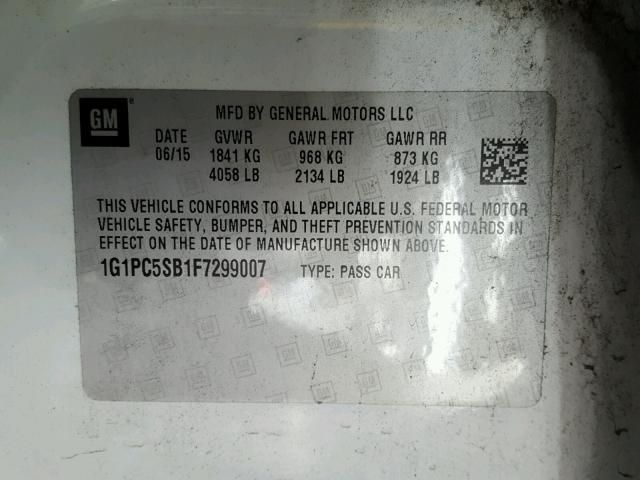 GM
MFD BY GENERAL MOTORS LLC
DATE GVWR GAWR FRT GAWR RR
06/15 1841 KG 968 KG 873 KG
4058 LB 2134 LB 1924 LB
THIS VEHICLE CONFORMS TO ALL APPLICABLE U.S. FEDERAL MOTOR
VEHICLE SAFETY, BUMPER, AND THEFT PREVENTION STANDARDS IN
EFFECT ON THE DATE OF MANUFACTURE SHOWN ABOVE.
1G1PC5SB1F7299007 TYPE: PASS CAR